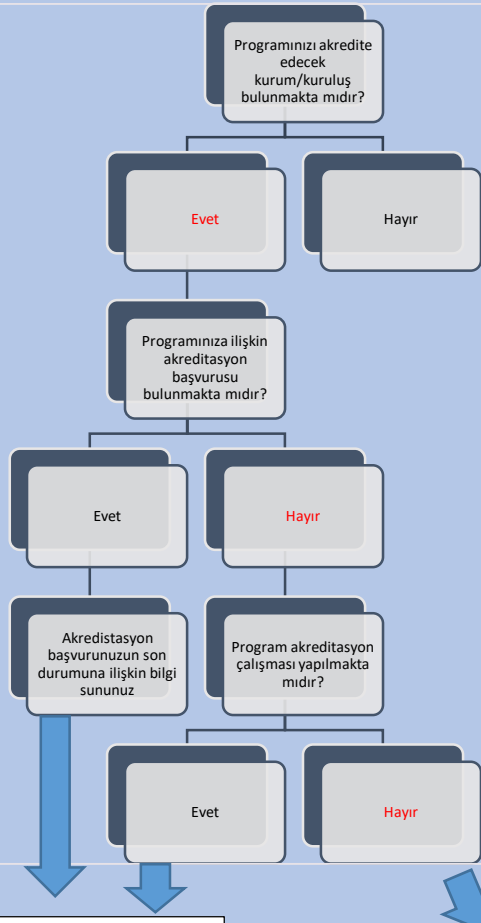 Programınızı akredite
edecek
kurum/kuruluş
bulunmakta mıdır?
Evet
Hayır
Programınıza ilişkin
akreditasyon
başvurusu
bulunmakta mıdır?
Evet
Hayır
Akredistasyon
başvurunuzun son
durumuna ilişkin bilgi
sununuz
Program akreditasyon
çalışması yapılmakta
mıdır?
Evet
Hayır